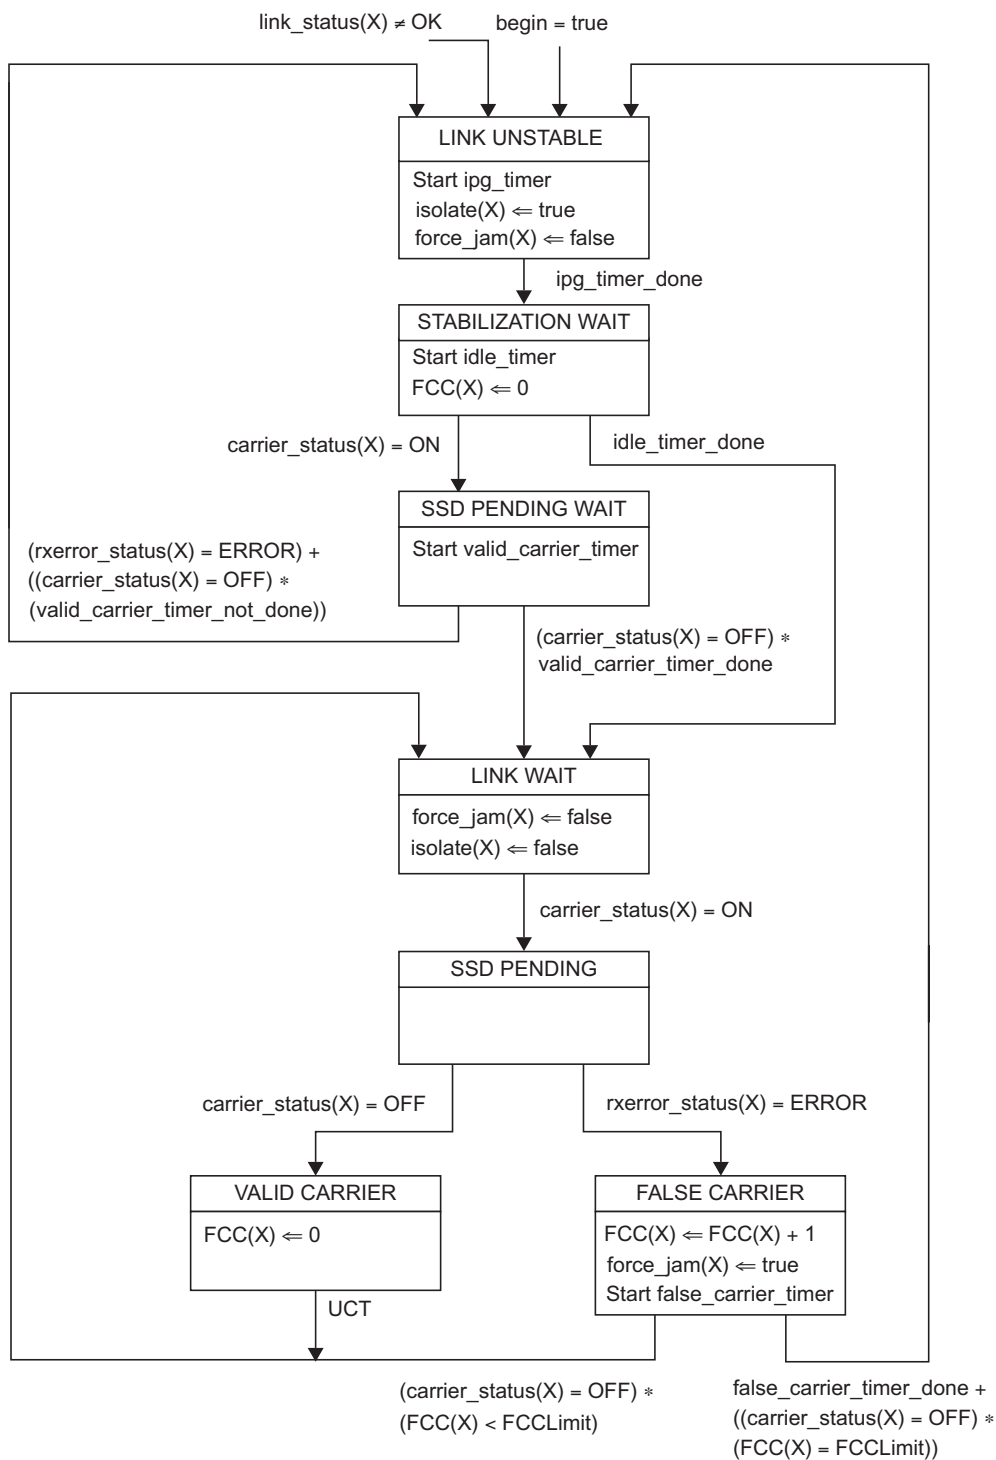 link_status(X) ≠ OK
begin = true
LINK UNSTABLE
Start ipg_timer
isolate(X) ⇐ true
force_jam(X) ⇐ false
ipg_timer_done
STABILIZATION WAIT
Start idle_timer
FCC(X) ⇐ 0
carrier_status(X) = ON
idle_timer_done
SSD PENDING WAIT
Start valid_carrier_timer
(rxerror_status(X) = ERROR) +
((carrier_status(X) = OFF) *
(valid_carrier_timer_not_done))
(carrier_status(X) = OFF) *
valid_carrier_timer_done
LINK WAIT
force_jam(X) ⇐ false
isolate(X) ⇐ false
carrier_status(X) = ON
SSD PENDING
carrier_status(X) = OFF
rxerror_status(X) = ERROR
VALID CARRIER
FCC(X) ⇐ 0
UCT
FALSE CARRIER
FCC(X) ⇐ FCC(X) + 1
force_jam(X) ⇐ true
Start false_carrier_timer
(carrier_status(X) = OFF) *
(FCC(X) < FCCLimit)
false_carrier_timer_done +
((carrier_status(X) = OFF) *
(FCC(X) = FCCLimit))